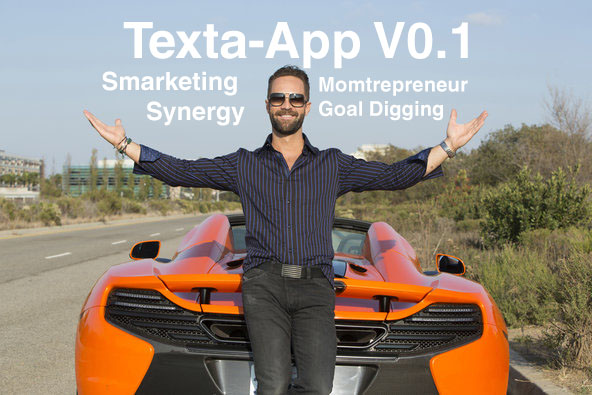 Texta-App V0.1
Smarketing
Synergy
Momtrepreneur
Goal Digging